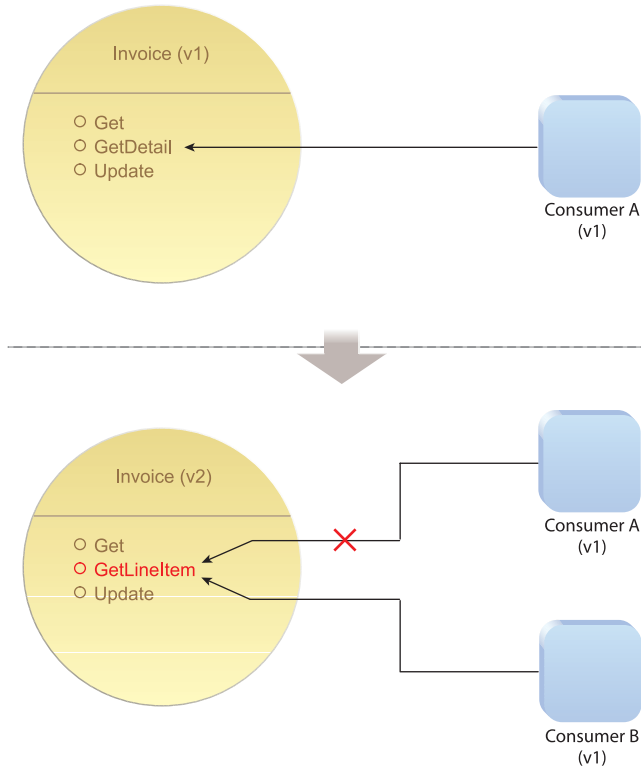 Invoice (v1)
Get
GetDetail
Update
Consumer A
(v1)
Invoice (v2)
Get
GetLineItem
Update
Consumer A
(v1)
Consumer B
(v1)